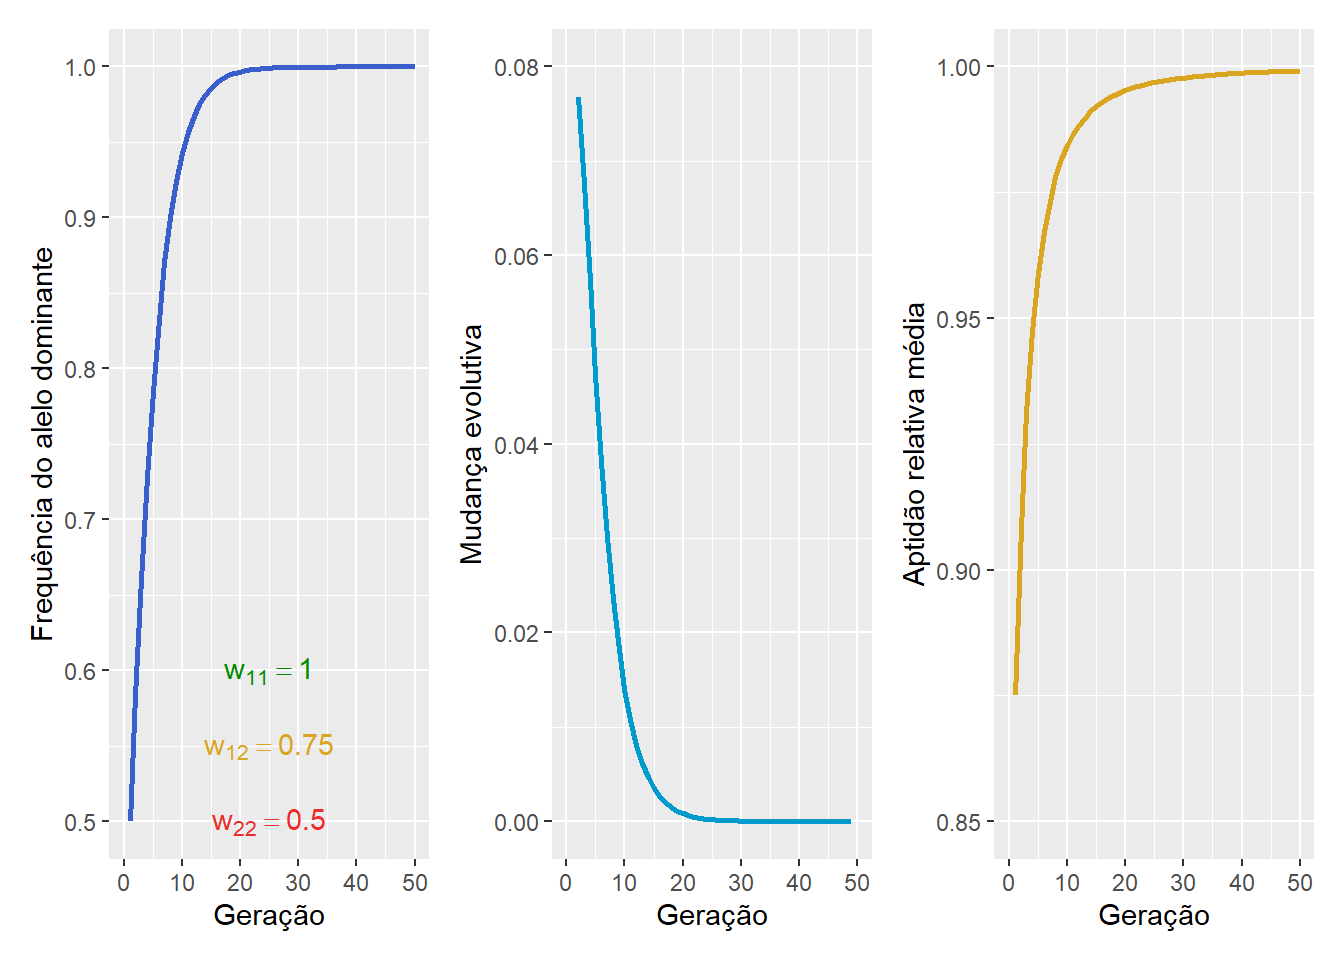 Frequência do alelo dominante
1.0
0.9
0.8
0.7
0.6
0.5
w11 = 1
w12 = 0.75
w22 = 0.5
0 10 20 30 40 50
Geração
Mudança evolutiva
0.08
0.06
0.04
0.02
0.00
0 10 20 30 40 50
Geração
Aptidão relativa média
1.00
0.95
0.90
0.85
0 10 20 30 40 50
Geração